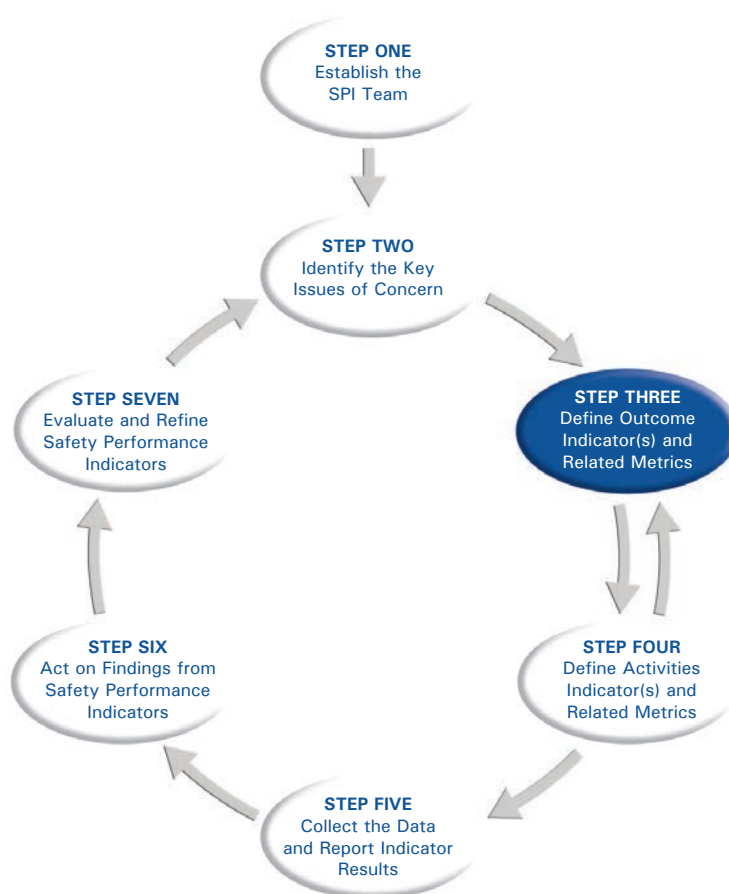 STEP ONE
Establish the
SPI Team
STEP TWO
Identify the Key
Issues of Concern
STEP THREE
Define Outcome
Indicator(s) and
Related Metrics
STEP FOUR
Define Activities
Indicator(s) and
Related Metrics
STEP FIVE
Collect the Data
and Report Indicator
Results
STEP SIX
Act on Findings from
Safety Performance
Indicators
STEP SEVEN
Evaluate and Refine
Safety Performance
Indicators